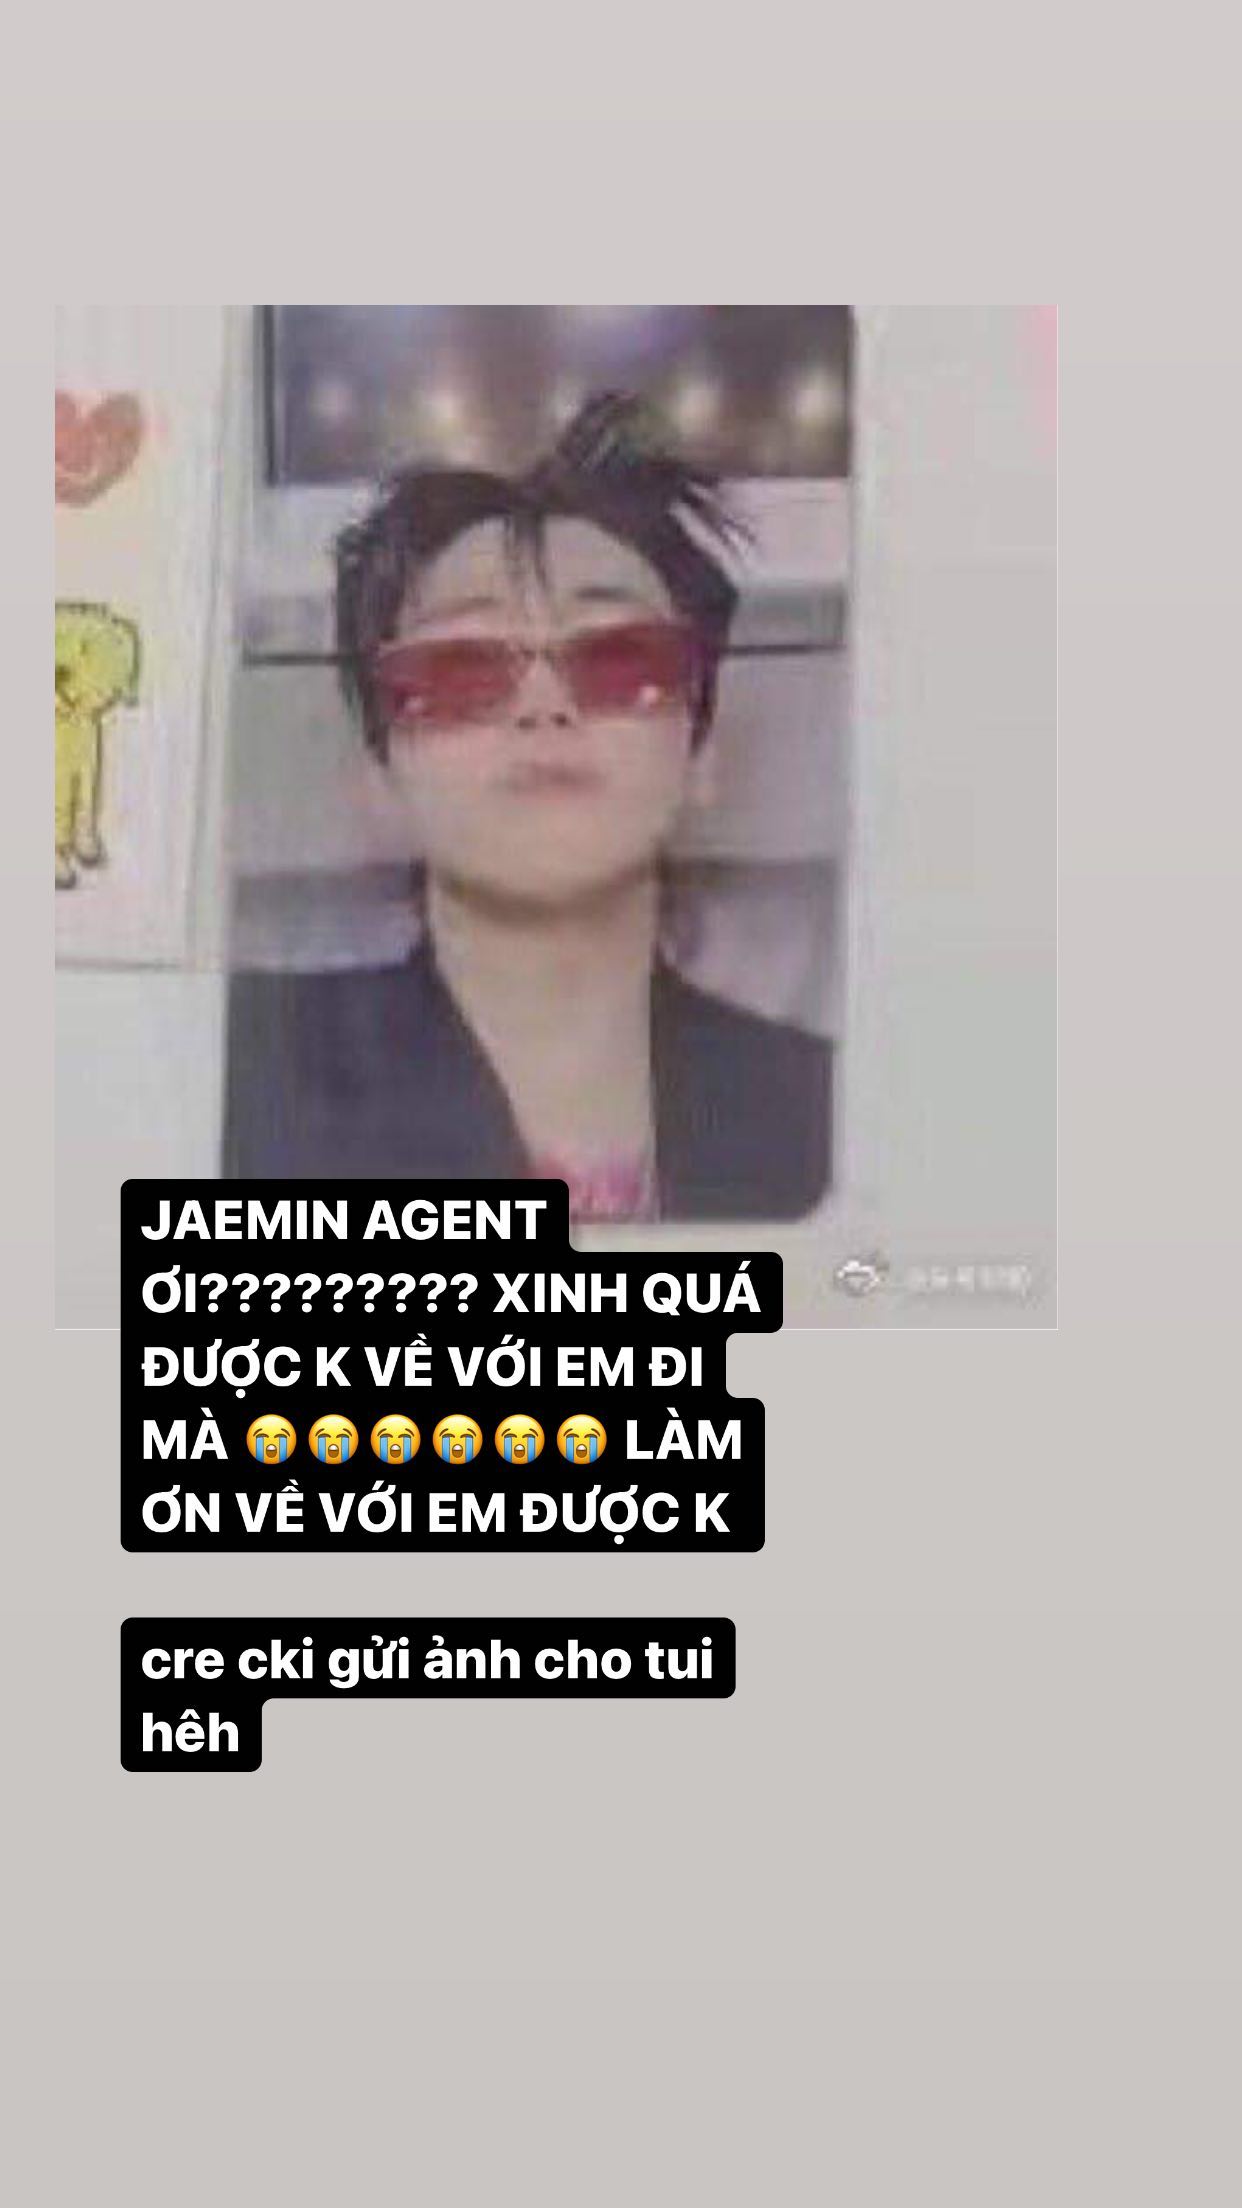 JAEMIN AGENT
ƠI????????? XINH QUÁ
ĐƯỢC K VỀ VỚI EM ĐI
MÀ 😭😭😭😭😭😭 LÀM
ƠN VỀ VỚI EM ĐƯỢC K
cre cki gửi ảnh cho tui
hêh